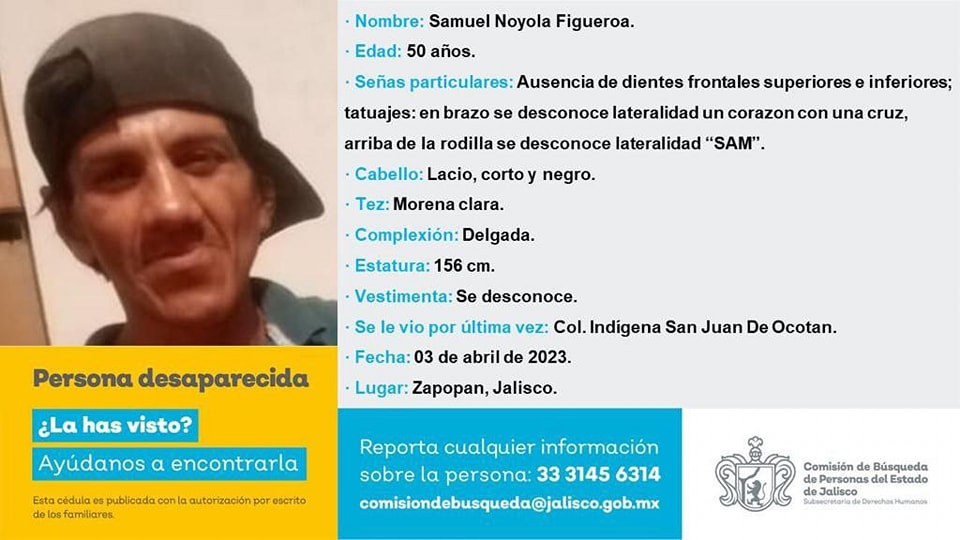 · Nombre: Samuel Noyola Figueroa.
· Edad: 50 años.
· Señas particulares: Ausencia de dientes frontales superiores e inferiores;
tatuajes: en brazo se desconoce lateralidad un corazon con una cruz,
arriba de la rodilla se desconoce lateralidad “SAM”.
· Cabello: Lacio, corto y negro.
· Tez: Morena clara.
· Complexión: Delgada.
· Estatura: 156 cm.
· Vestimenta: Se desconoce.
· Se le vio por última vez: Col. Indígena San Juan De Ocotan.
· Fecha: 03 de abril de 2023.
· Lugar: Zapopan, Jalisco.
Persona desaparecida
¿La has visto?
Ayúdanos a encontrarla
Esta cédula es publicada con la autorización por escrito
de los familiares.
Reporta cualquier información
sobre la persona: 33 3145 6314
comisiondebusqueda@jalisco.gob.mx
Comisión de Búsqueda
de Personas del Estado
de Jalisco
Subsecretaría de Derechos Humanos